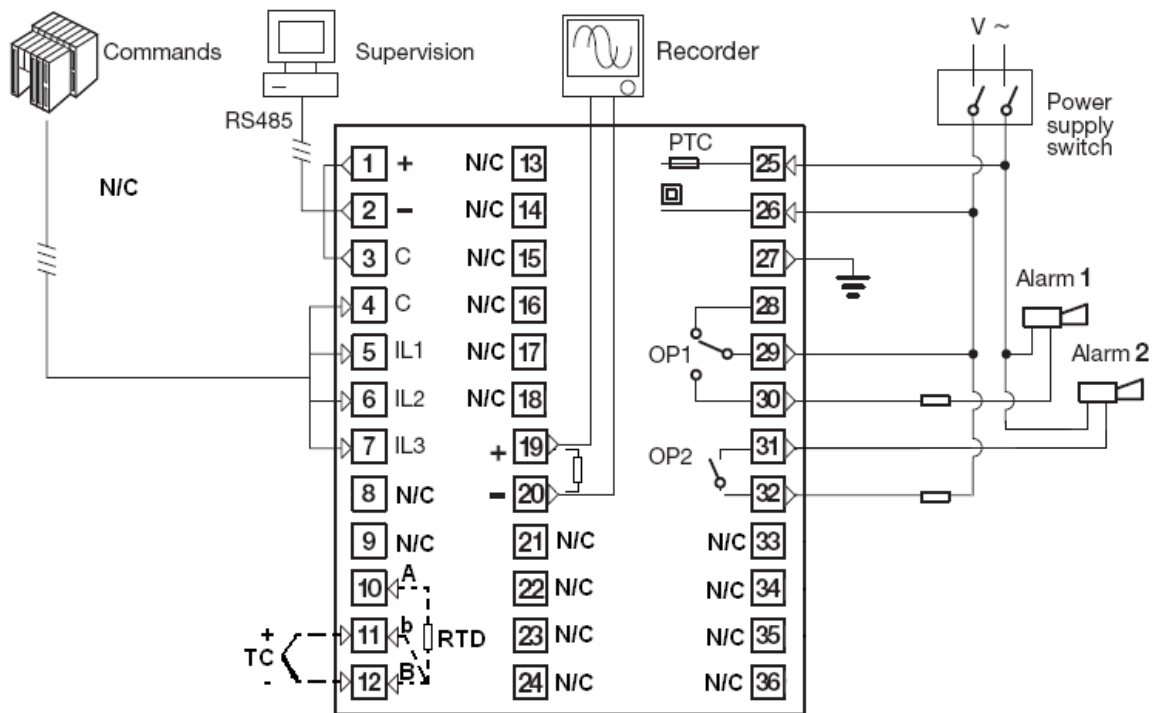 Commands
Supervision
Recorder
V ~
Power
supply
switch
RS485
N/C
1 +
2 −
3 C
4 C
5 IL1
6 IL2
7 IL3
8 N/C
9 N/C
10 A
11 b
12 B
RTD
+
TC
-
N/C 13
N/C 14
N/C 15
N/C 16
N/C 17
N/C 18
+ 19
- 20
21 N/C
22 N/C
23 N/C
24 N/C
PTC
25
26
27
28
OP1
29
30
31
OP2
32
N/C 33
N/C 34
N/C 35
N/C 36
Alarm 1
Alarm 2